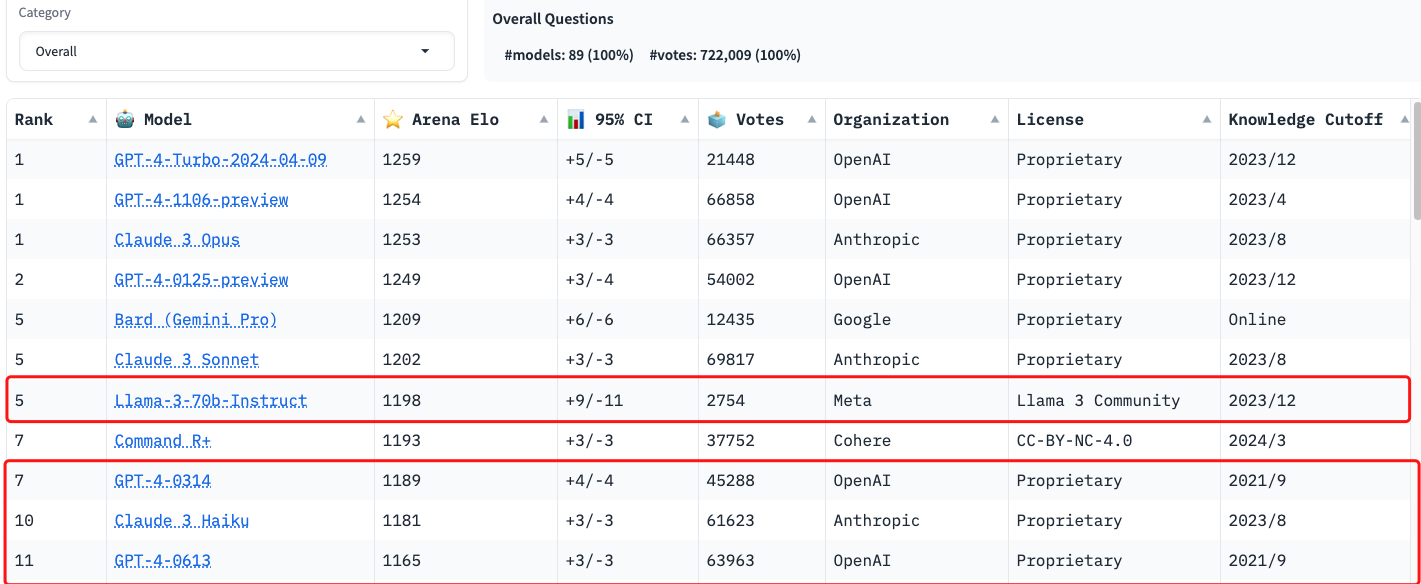 Category
Overall
Overall Questions
#models: 89 (100%) #votes: 722,009 (100%)
Rank Model Arena Elo 95% CI Votes Organization License Knowledge Cutoff
1 GPT-4-Turbo-2024-04-09 1259 +5/-5 21448 OpenAI Proprietary 2023/12
1 GPT-4-1106-preview 1254 +4/-4 66858 OpenAI Proprietary 2023/4
1 Claude 3 Opus 1253 +3/-3 66357 Anthropic Proprietary 2023/8
2 GPT-4-0125-preview 1249 +3/-4 54002 OpenAI Proprietary 2023/12
5 Bard (Gemini Pro) 1209 +6/-6 12435 Google Proprietary Online
5 Claude 3 Sonnet 1202 +3/-3 69817 Anthropic Proprietary 2023/8
5 Llama-3-70b-Instruct 1198 +9/-11 2754 Meta Llama 3 Community 2023/12
7 Command R+ 1193 +3/-3 37752 Cohere CC-BY-NC-4.0 2024/3
7 GPT-4-0314 1189 +4/-4 45288 OpenAI Proprietary 2021/9
10 Claude 3 Haiku 1181 +3/-3 61623 Anthropic Proprietary 2023/8
11 GPT-4-0613 1165 +3/-3 63963 OpenAI Proprietary 2021/9